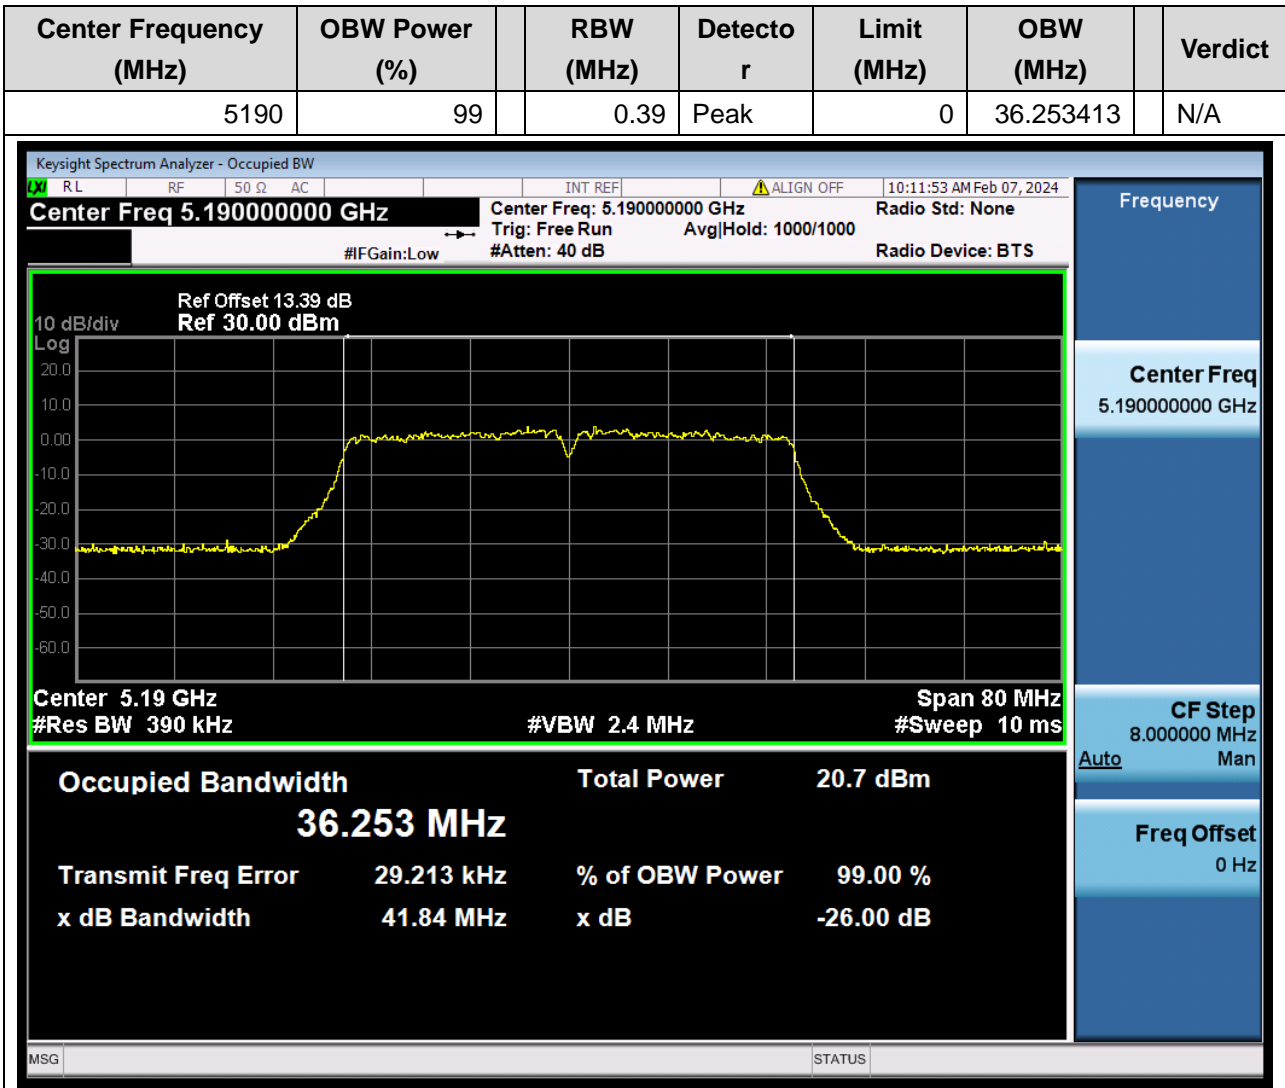 Center Frequency (MHz) OBW Power (%) RBW (MHz) Detecto r Limit (MHz) OBW (MHz) Verdict
5190 99 0.39 Peak 0 36.253413 N/A
Keysight Spectrum Analyzer - Occupied BW
LXI RL RF 50 Ω AC INT REF ALIGN OFF 10:11:53 AM Feb 07, 2024
Center Freq 5.190000000 GHz
Center Freq: 5.190000000 GHz Radio Std: None
Trig: Free Run Avg|Hold: 1000/1000
#IFGain:Low #Atten: 40 dB Radio Device: BTS
Ref Offset 13.39 dB
10 dB/div Ref 30.00 dBm
Log
20.0
10.0
0.00
-10.0
-20.0
-30.0
-40.0
-50.0
-60.0
Center 5.19 GHz Span 80 MHz
#Res BW 390 kHz #VBW 2.4 MHz #Sweep 10 ms
Occupied Bandwidth Total Power 20.7 dBm
36.253 MHz
Transmit Freq Error 29.213 kHz % of OBW Power 99.00 %
x dB Bandwidth 41.84 MHz x dB -26.00 dB
MSG STATUS
Frequency
Center Freq
5.190000000 GHz
CF Step
8.000000 MHz
Auto Man
Freq Offset
0 Hz